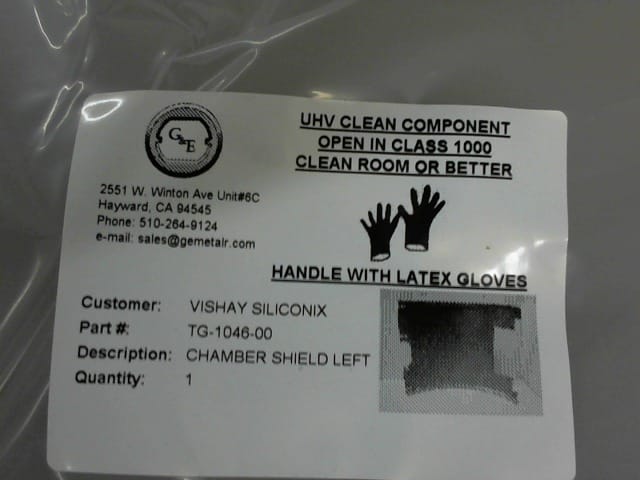 G&E
UHV CLEAN COMPONENT
OPEN IN CLASS 1000
CLEAN ROOM OR BETTER
2551 W. Winton Ave Unit#6C
Hayward, CA 94545
Phone: 510-264-9124
e-mail: sales@gemetalr.com
HANDLE WITH LATEX GLOVES
Customer: VISHAY SILICONIX
Part #: TG-1046-00
Description: CHAMBER SHIELD LEFT
Quantity: 1